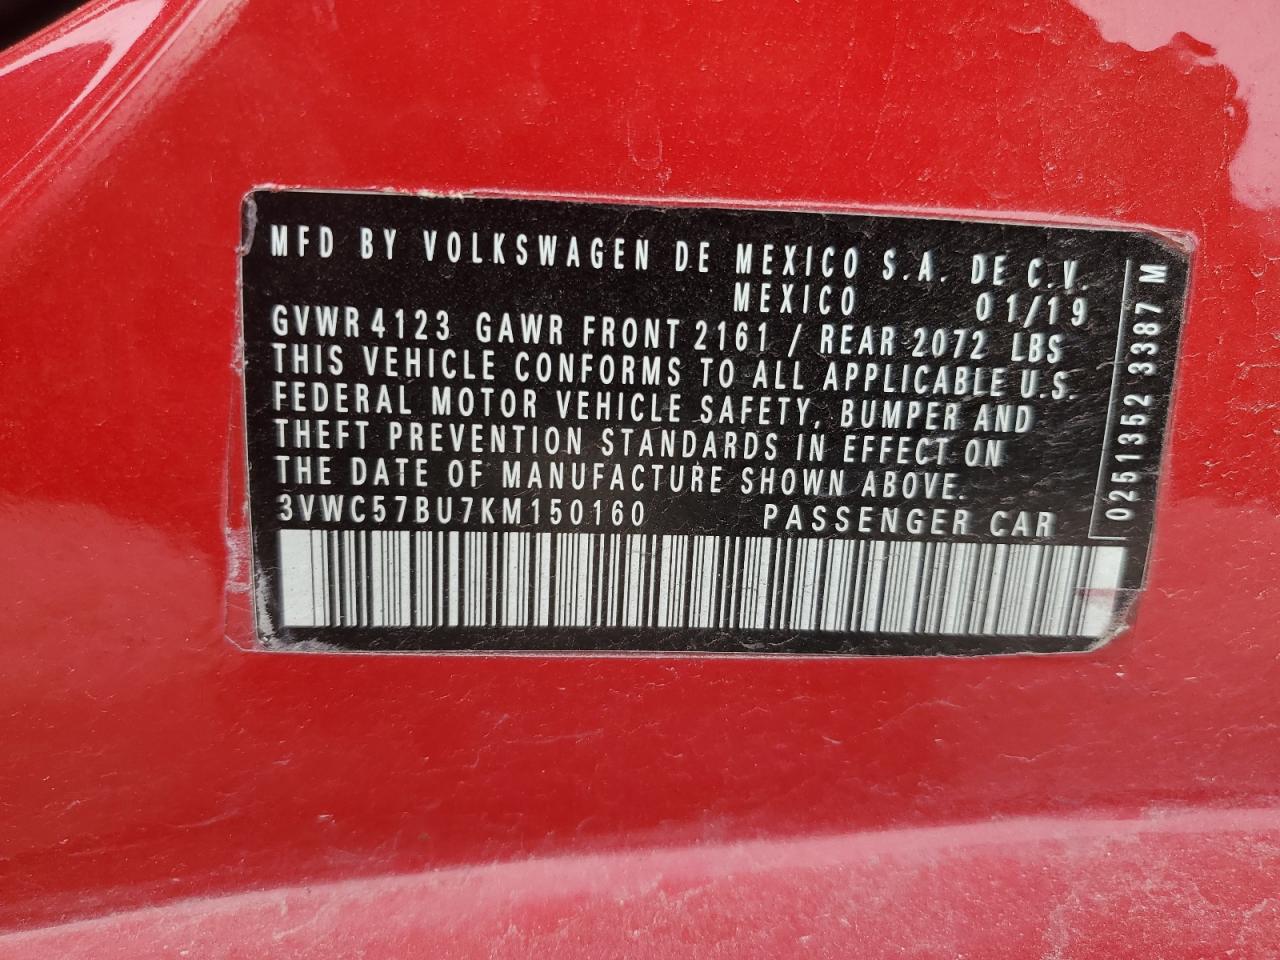 MFD BY VOLKSWAGEN DE MEXICO S.A. DE C.V.
MEXICO 01/19
GVWR 4123 GAWR FRONT 2161 / REAR 2072 LBS
THIS VEHICLE CONFORMS TO ALL APPLICABLE U.S.
FEDERAL MOTOR VEHICLE SAFETY, BUMPER AND
THEFT PREVENTION STANDARDS IN EFFECT ON
THE DATE OF MANUFACTURE SHOWN ABOVE.
3VWC57BU7KM150160 PASSENGER CAR
0251352 3387 M